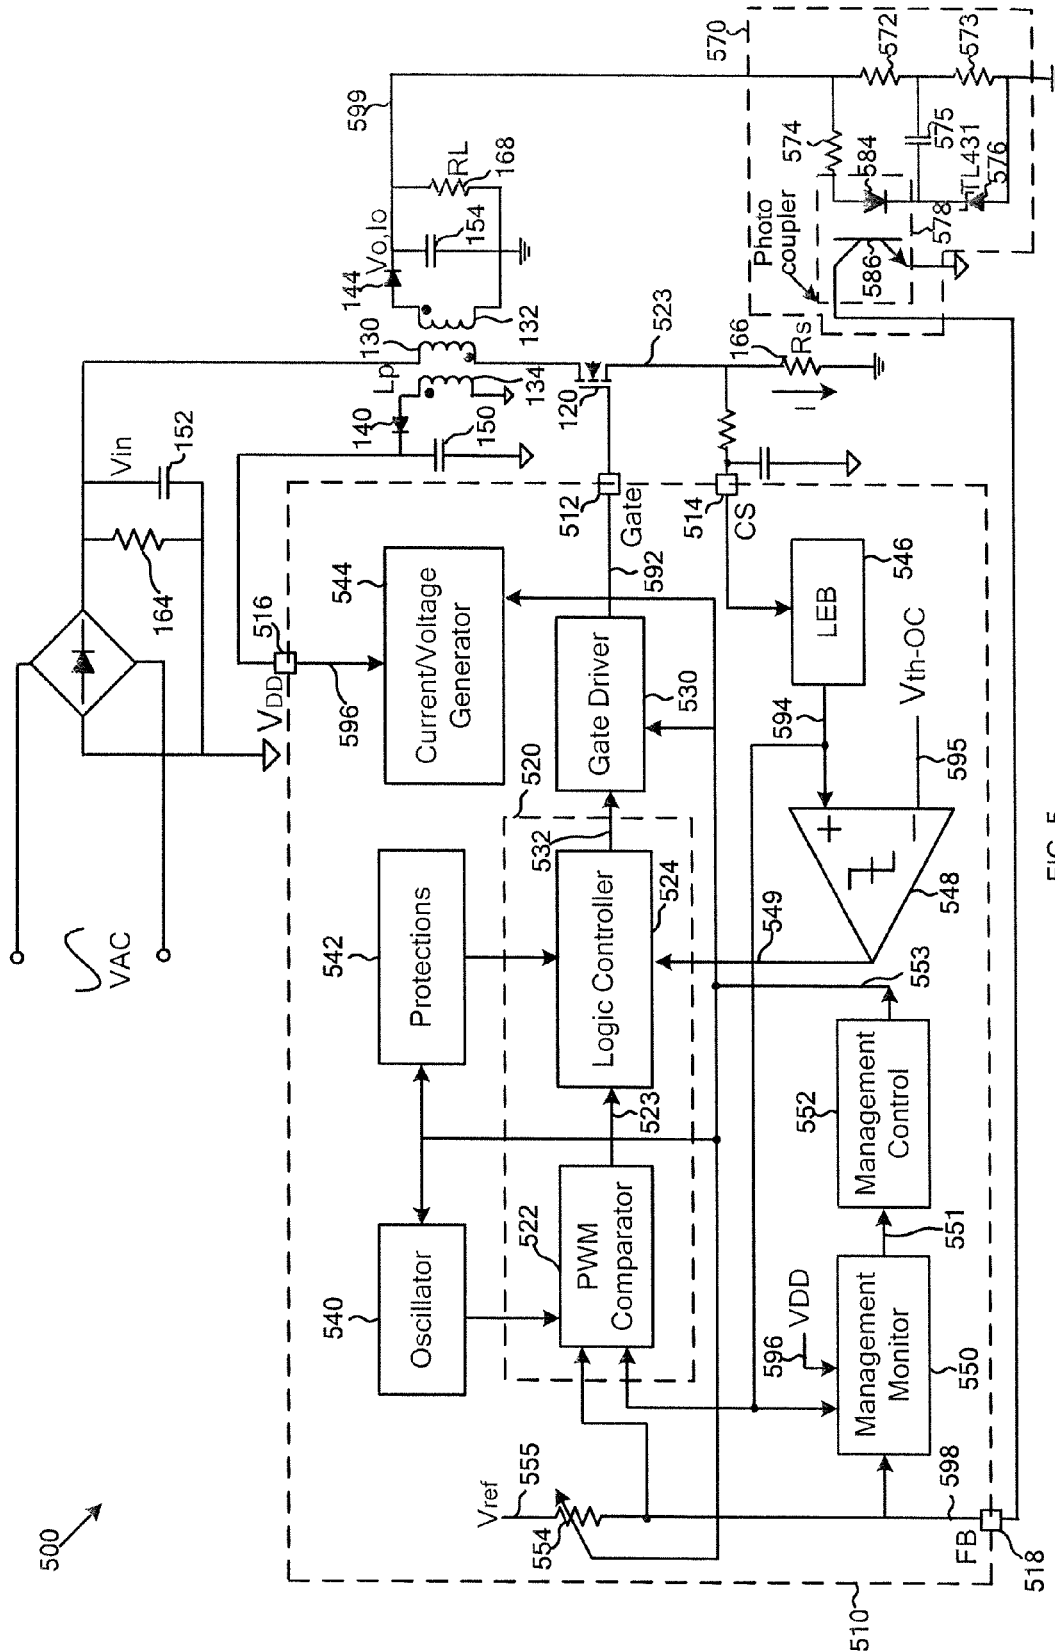 500
VAC
Vin
152
164
VDD
516
596
Current/Voltage
Generator
544
140
150
134
Lp
130
132
144
Vo,Io
154
RL
168
599
Oscillator
540
Protections
542
520
PWM
Comparator
522
523
Logic Controller
524
532
Gate Driver
530
592
512
Gate
120
523
166
Rs
I
514
CS
LEB
546
594
Vth-OC
595
548
549
553
Management
Control
552
551
Management
Monitor
550
596
VDD
Vref
555
554
FB
598
518
510
Photo
coupler
570
572
573
574
584
575
TL431
576
578
586
FIG. 5